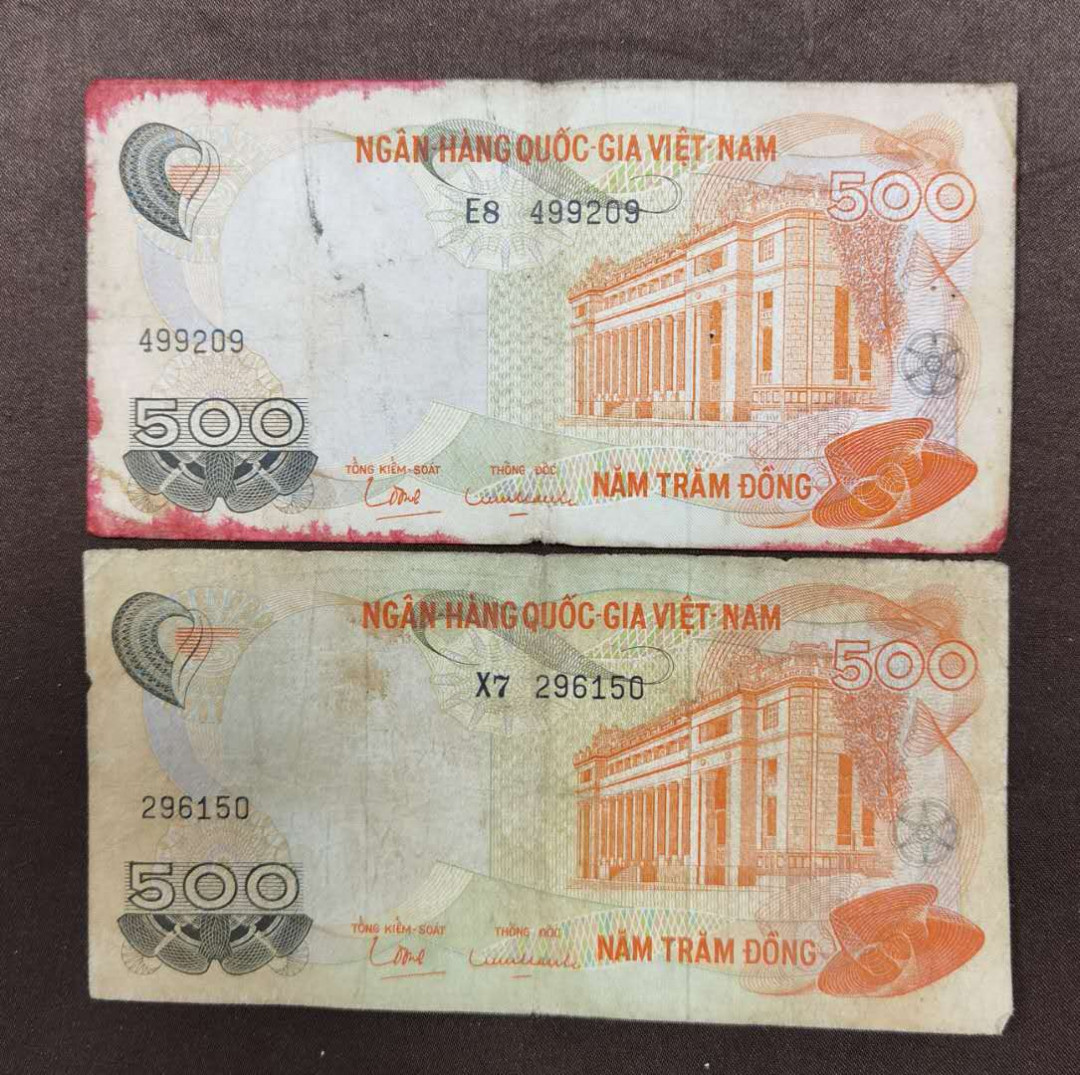 NGÂN-HÀNG QUỐC-GIA VIỆT-NAM
500
E8 499209
499209
500
TỔNG KIỂM-SOÁT THỐNG ĐỐC
NĂM TRĂM ĐỒNG
NGÂN-HÀNG QUỐC-GIA VIỆT-NAM
500
X7 296150
296150
500
TỔNG KIỂM-SOÁT THỐNG ĐỐC
NĂM TRĂM ĐỒNG